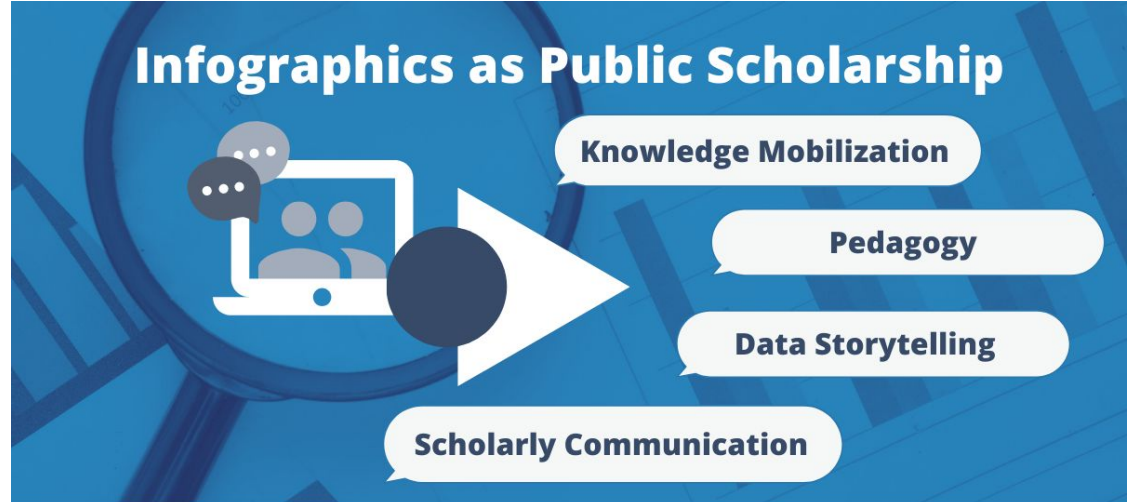 Infographics as Public Scholarship
Knowledge Mobilization
Pedagogy
Data Storytelling
Scholarly Communication